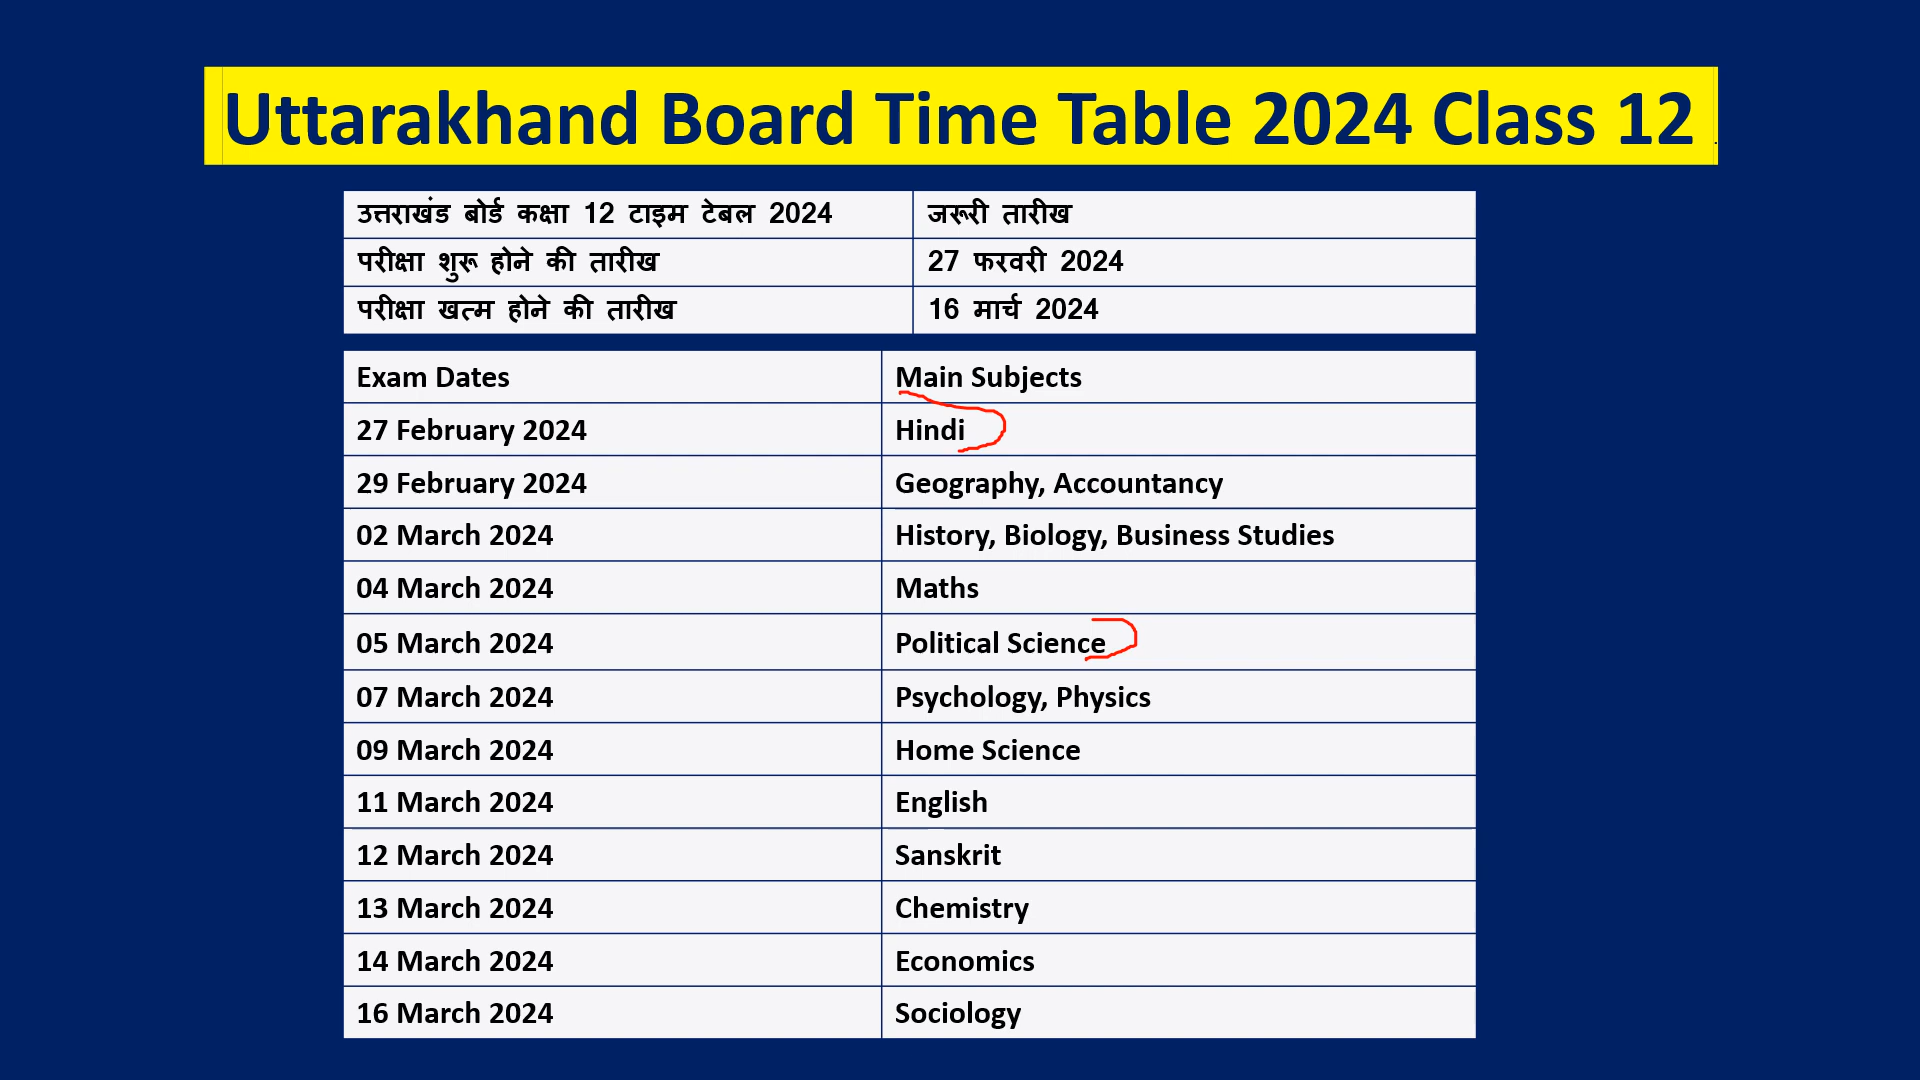 Uttarakhand Board Time Table 2024 Class 12
उत्तराखंड बोर्ड कक्षा 12 टाइम टेबल 2024 जरूरी तारीख
परीक्षा शुरू होने की तारीख 27 फरवरी 2024
परीक्षा खत्म होने की तारीख 16 मार्च 2024
Exam Dates Main Subjects
27 February 2024 Hindi
29 February 2024 Geography, Accountancy
02 March 2024 History, Biology, Business Studies
04 March 2024 Maths
05 March 2024 Political Science
07 March 2024 Psychology, Physics
09 March 2024 Home Science
11 March 2024 English
12 March 2024 Sanskrit
13 March 2024 Chemistry
14 March 2024 Economics
16 March 2024 Sociology